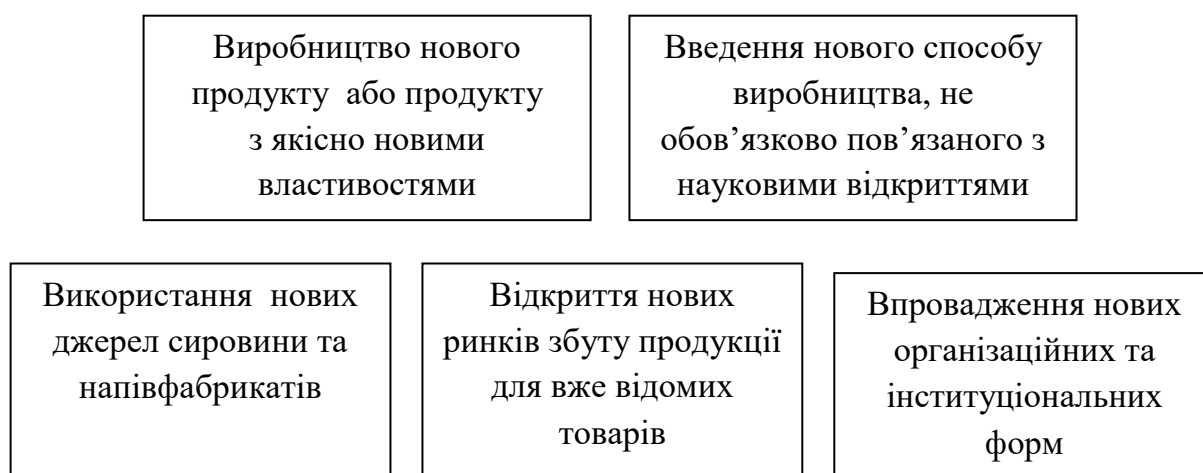 Виробництво нового
продукту або продукту
з якісно новими
властивостями
Введення нового способу
виробництва, не
обов’язково пов’язаного з
науковими відкриттями
Використання нових
джерел сировини та
напівфабрикатів
Відкриття нових
ринків збуту продукції
для вже відомих
товарів
Впровадження нових
організаційних та
інституціональних
форм